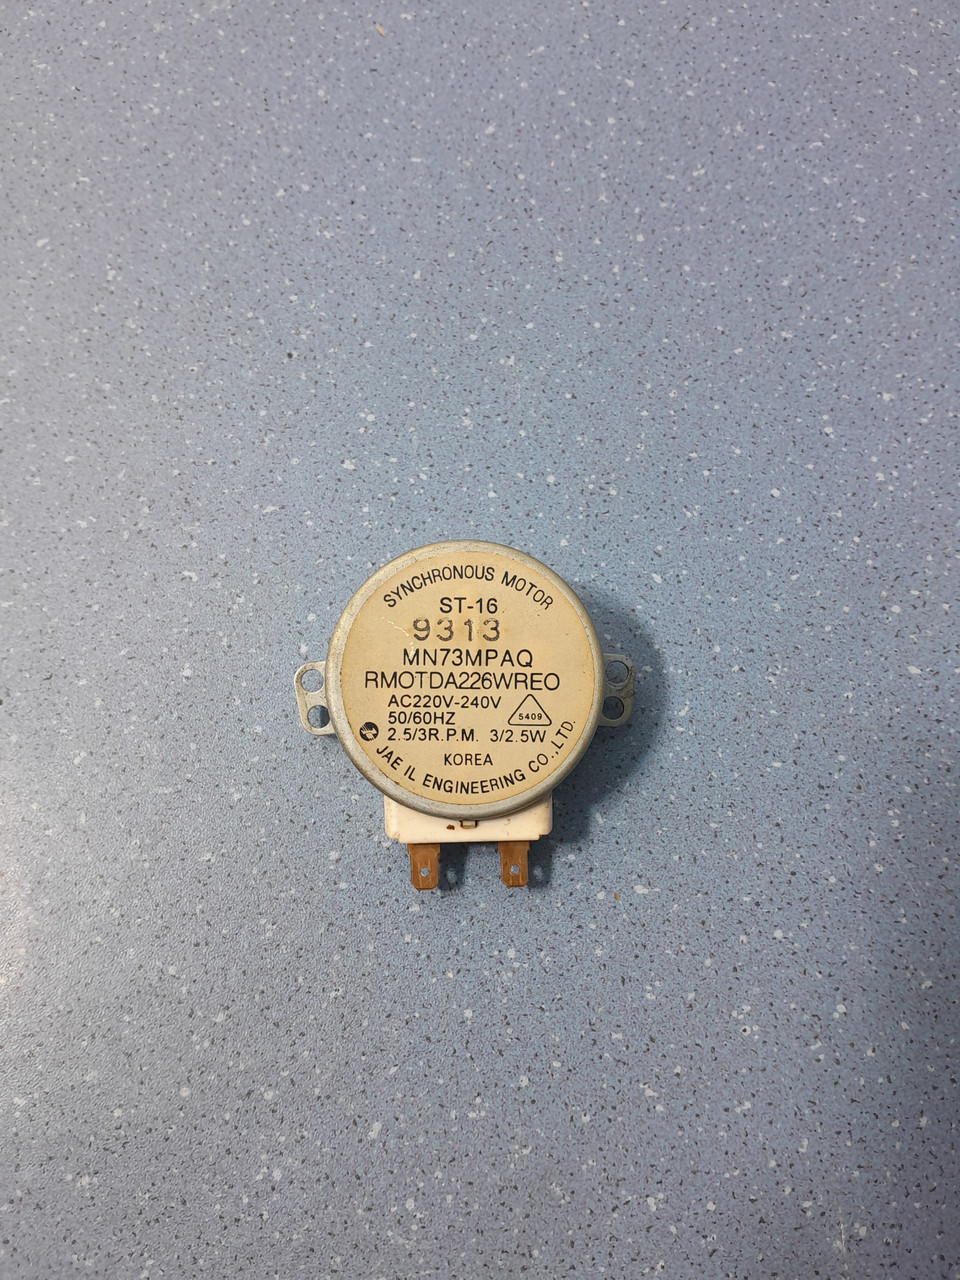 SYNCHRONOUS MOTOR
ST-16
9313
MN73MPAQ
RMOTDA226WREO
AC220V-240V
50/60HZ
5409
2.5/3R.P.M. 3/2.5W
KOREA
JAE IL ENGINEERING CO.,LTD.